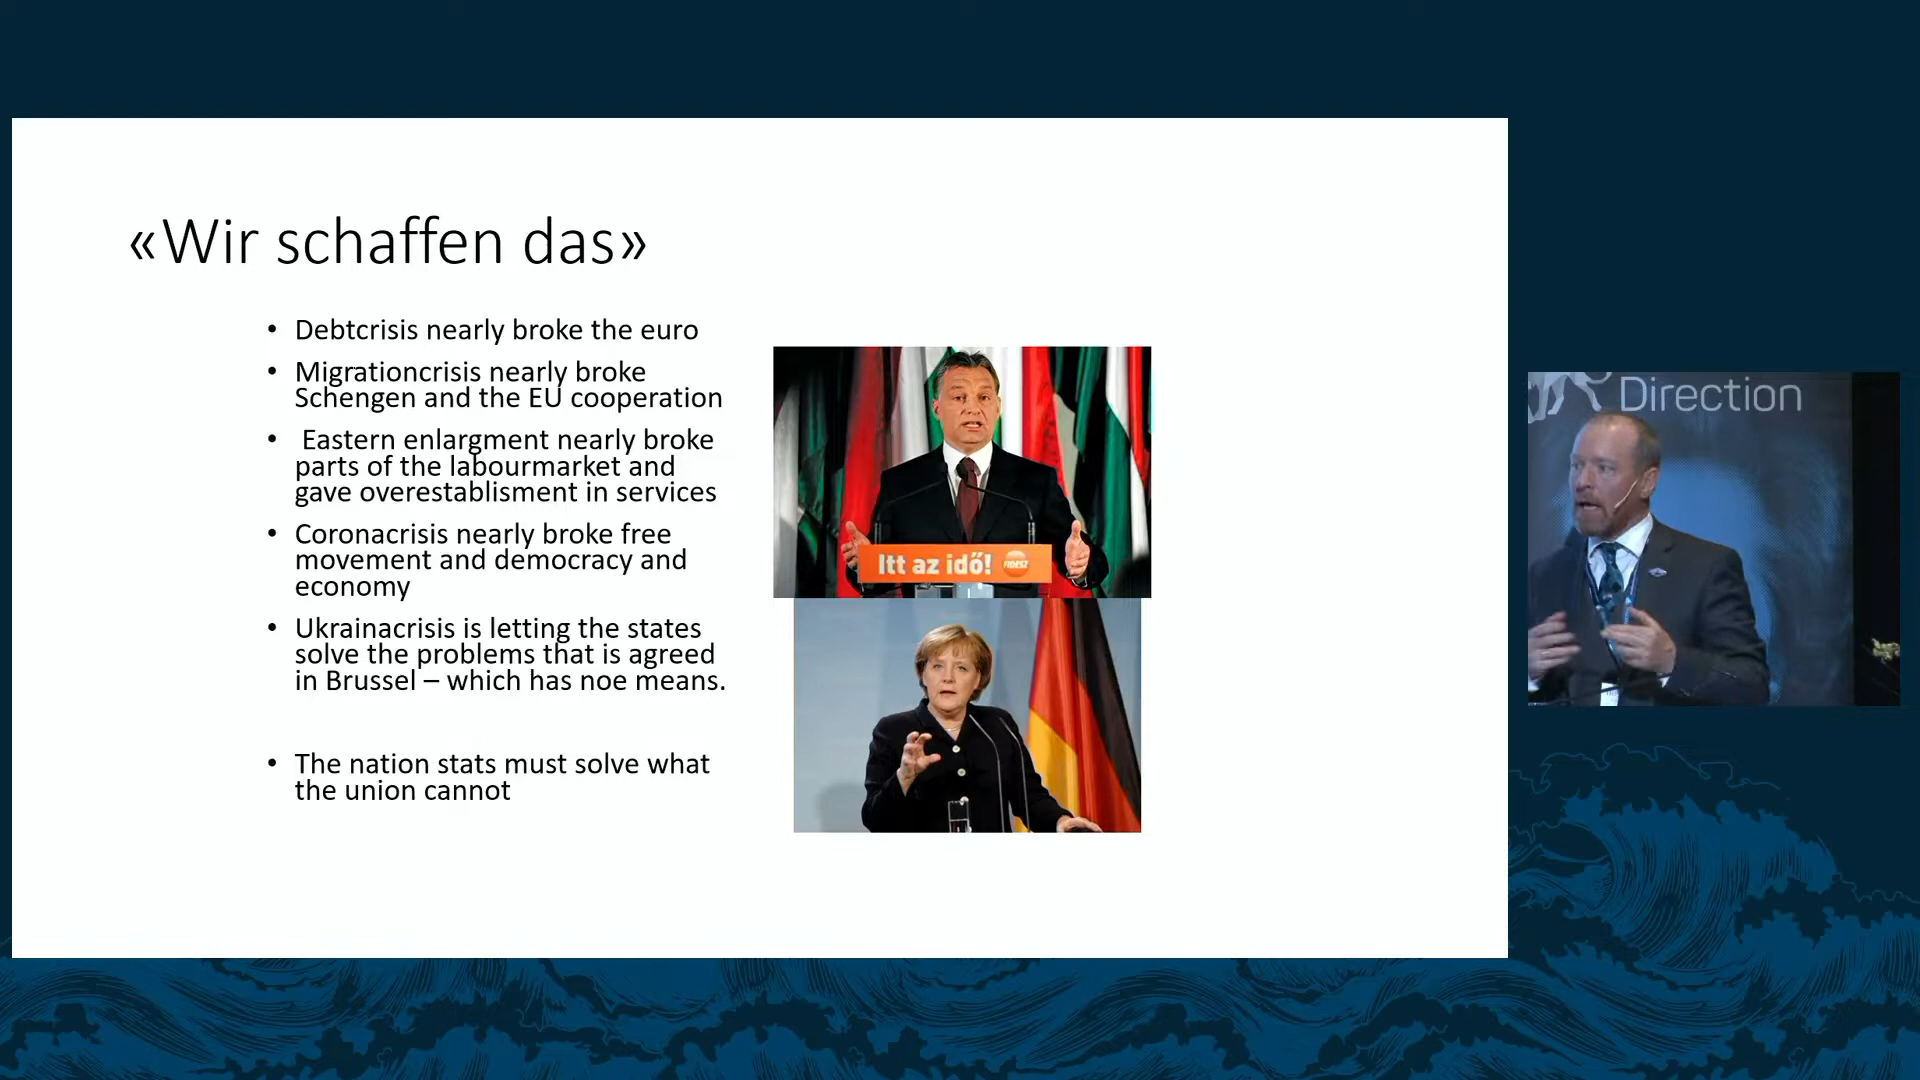 «Wir schaffen das»
• Debtcrisis nearly broke the euro
• Migrationcrisis nearly broke
Schengen and the EU cooperation
• Eastern enlargment nearly broke
parts of the labourmarket and
gave overestablisment in services
• Coronacrisis nearly broke free
movement and democracy and
economy
• Ukrainacrisis is letting the states
solve the problems that is agreed
in Brussel – which has noe means.
• The nation stats must solve what
the union cannot
Itt az idő!
FIDESZ
Direction